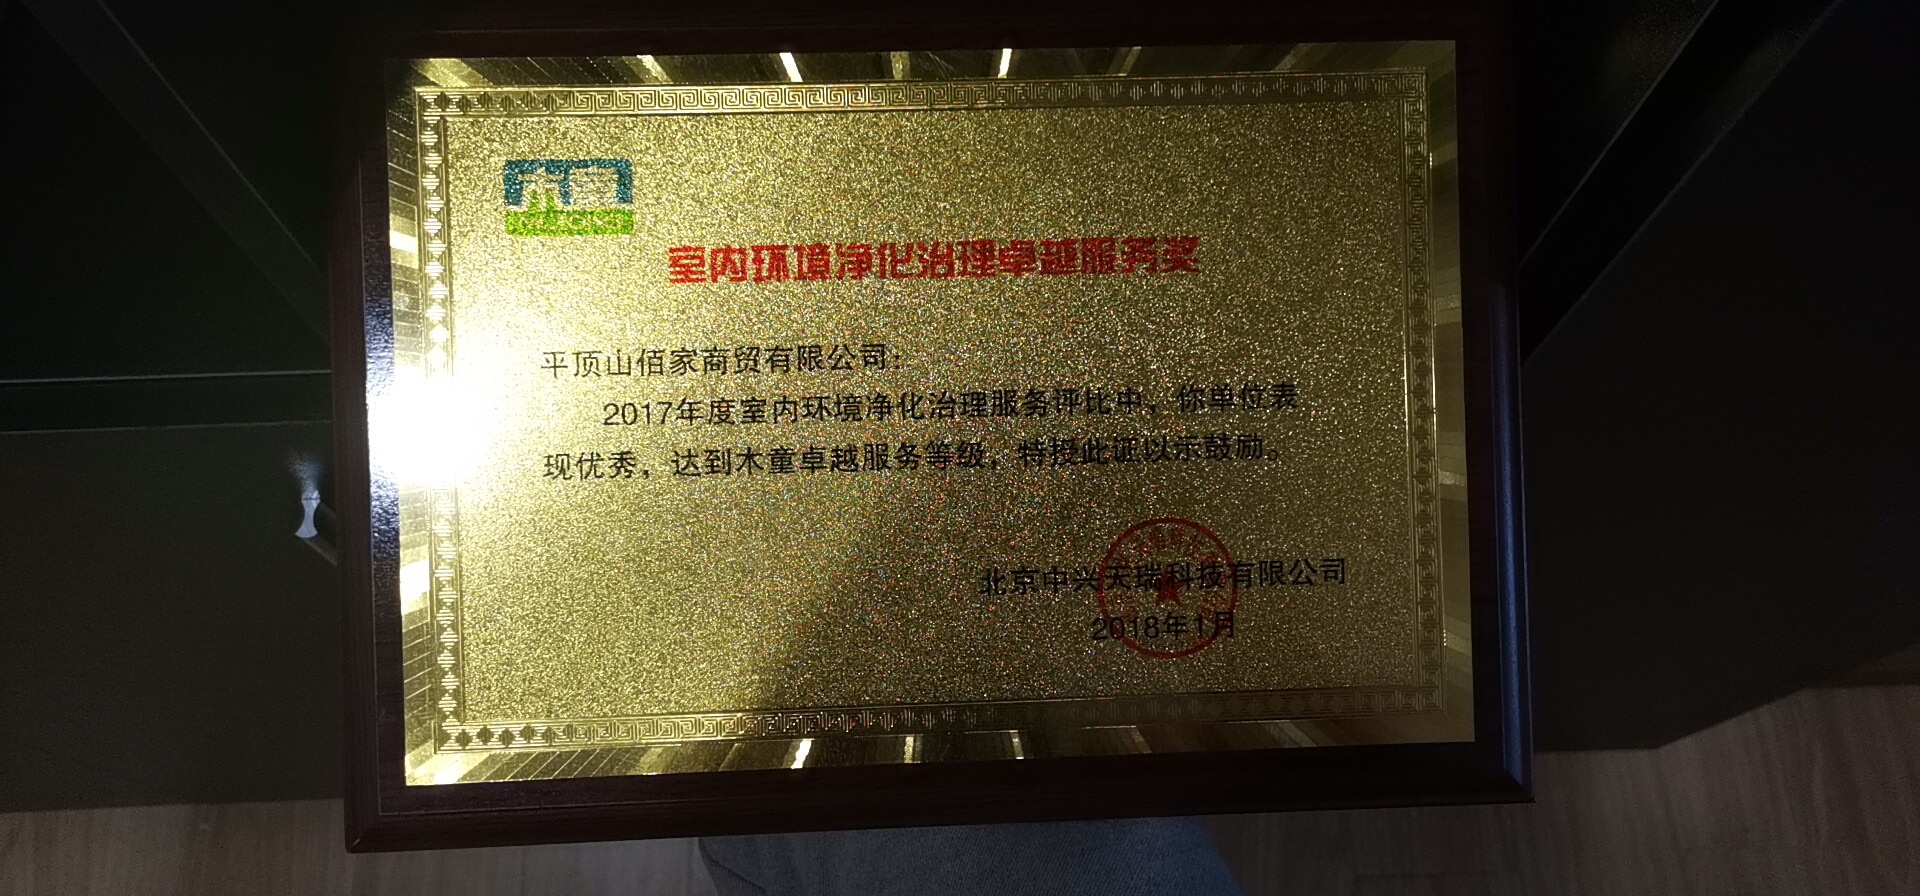 木童
室内环境净化治理卓越服务奖
平顶山佰家商贸有限公司：
2017年度室内环境净化治理服务评比中，你单位表
现优秀，达到木童卓越服务等级，特授此证以示鼓励。
北京中兴天瑞科技有限公司
2018年1月